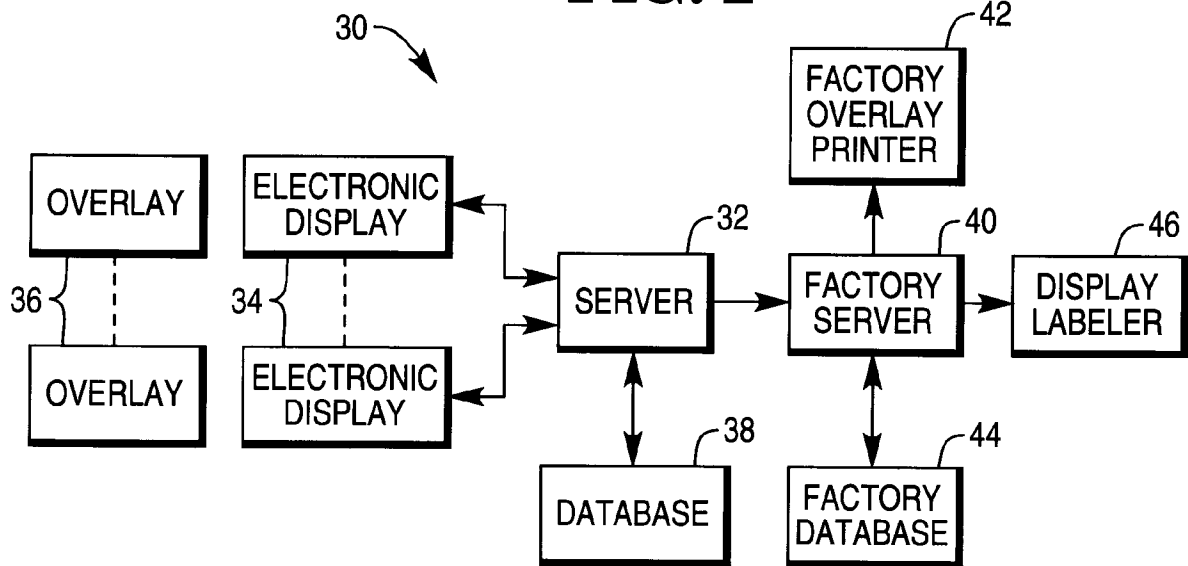 30
42
FACTORY
OVERLAY
PRINTER
OVERLAY
ELECTRONIC
DISPLAY
32
40
46
36
34
SERVER
FACTORY
SERVER
DISPLAY
LABELER
OVERLAY
ELECTRONIC
DISPLAY
38
44
DATABASE
FACTORY
DATABASE